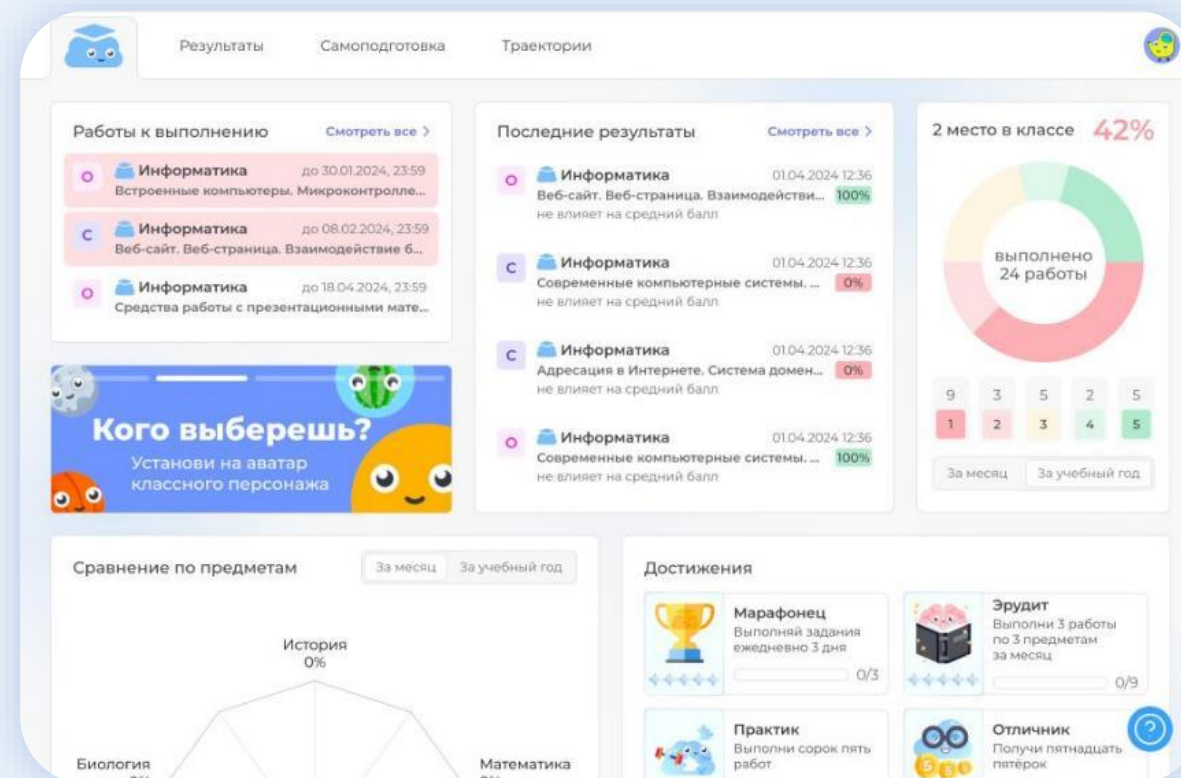 Результаты
Самоподготовка
Траектории
Работы к выполнению
Смотреть все >
О
Информатика
до 30.01.2024, 23:59
Встроенные компьютеры. Микроконтролле...
С
Информатика
до 08.02.2024, 23:59
Веб-сайт. Веб-страница. Взаимодействие б...
О
Информатика
до 18.04.2024, 23:59
Средства работы с презентационными мате...
Кого выберешь?
Установи на аватар
классного персонажа
Последние результаты
Смотреть все >
О
Информатика
01.04.2024 12:36
Веб-сайт. Веб-страница. Взаимодействи...
100%
не влияет на средний балл
С
Информатика
01.04.2024 12:36
Современные компьютерные системы. ...
0%
не влияет на средний балл
С
Информатика
01.04.2024 12:36
Адресация в Интернете. Система домен...
0%
не влияет на средний балл
О
Информатика
01.04.2024 12:36
Современные компьютерные системы. ...
100%
не влияет на средний балл
2 место в классе
42%
выполнено
24 работы
9 3 5 2 5
1 2 3 4 5
За месяц
За учебный год
Сравнение по предметам
За месяц
За учебный год
История
0%
Биология
Математика
Достижения
Марафонец
Выполняй задания
ежедневно 3 дня
0/3
Эрудит
Выполни 3 работы
по 3 предметам
за месяц
0/9
Практик
Выполни сорок пять
работ
Отличник
Получи пятнадцать
пятёрок
?